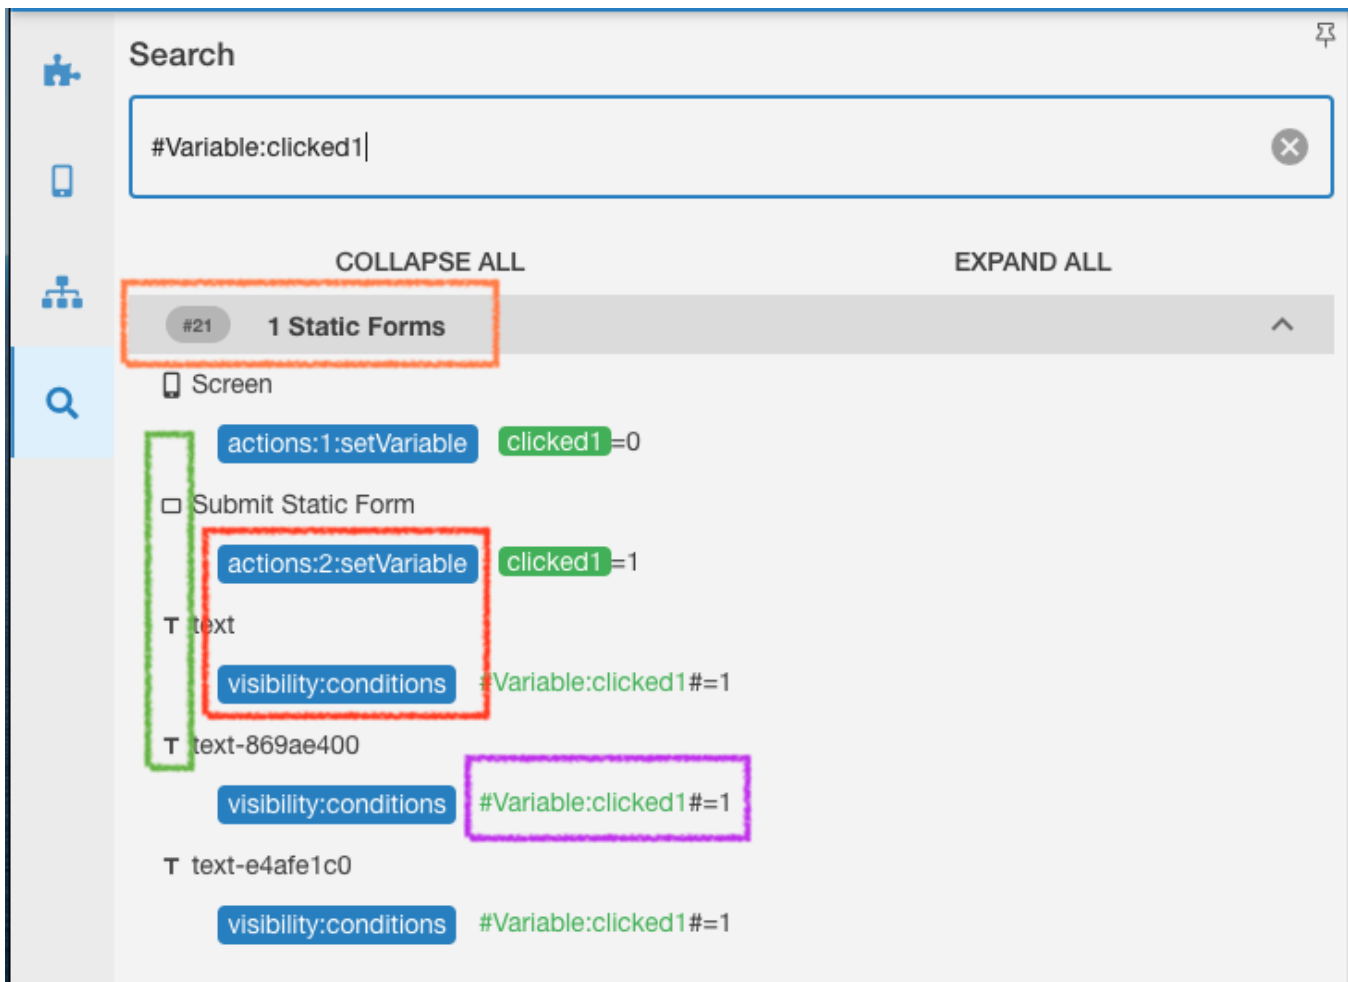 Search
#Variable:clicked1
COLLAPSE ALL EXPAND ALL
#21 1 Static Forms
Screen
actions:1:setVariable clicked1=0
Submit Static Form
actions:2:setVariable clicked1=1
text
visibility:conditions #Variable:clicked1#=1
text-869ae400
visibility:conditions #Variable:clicked1#=1
text-e4afe1c0
visibility:conditions #Variable:clicked1#=1